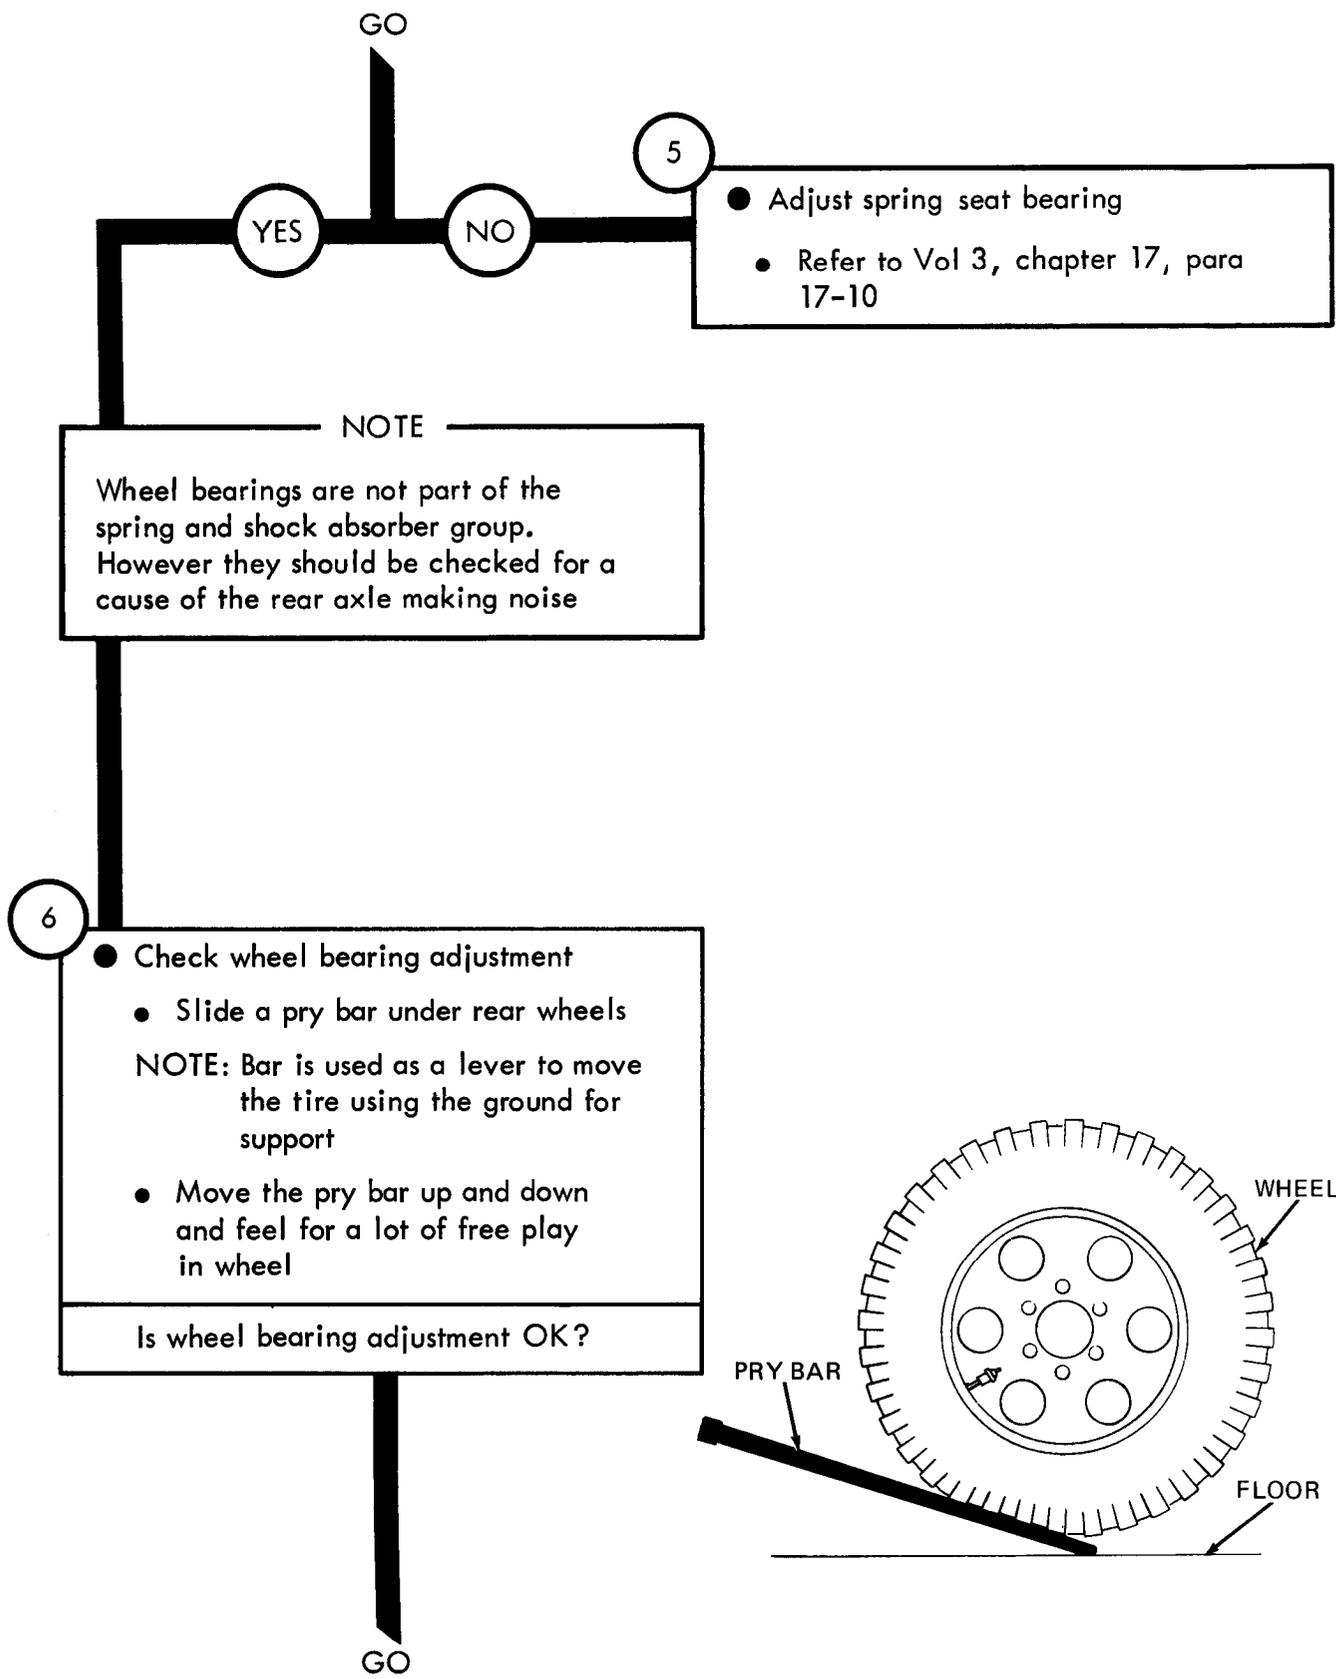 GO
5
YES
NO
● Adjust spring seat bearing
● Refer to Vol 3, chapter 17, para
17-10
NOTE
Wheel bearings are not part of the
spring and shock absorber group.
However they should be checked for a
cause of the rear axle making noise
6
● Check wheel bearing adjustment
● Slide a pry bar under rear wheels
NOTE: Bar is used as a lever to move
the tire using the ground for
support
● Move the pry bar up and down
and feel for a lot of free play
in wheel
Is wheel bearing adjustment OK?
WHEEL
PRY BAR
FLOOR
GO